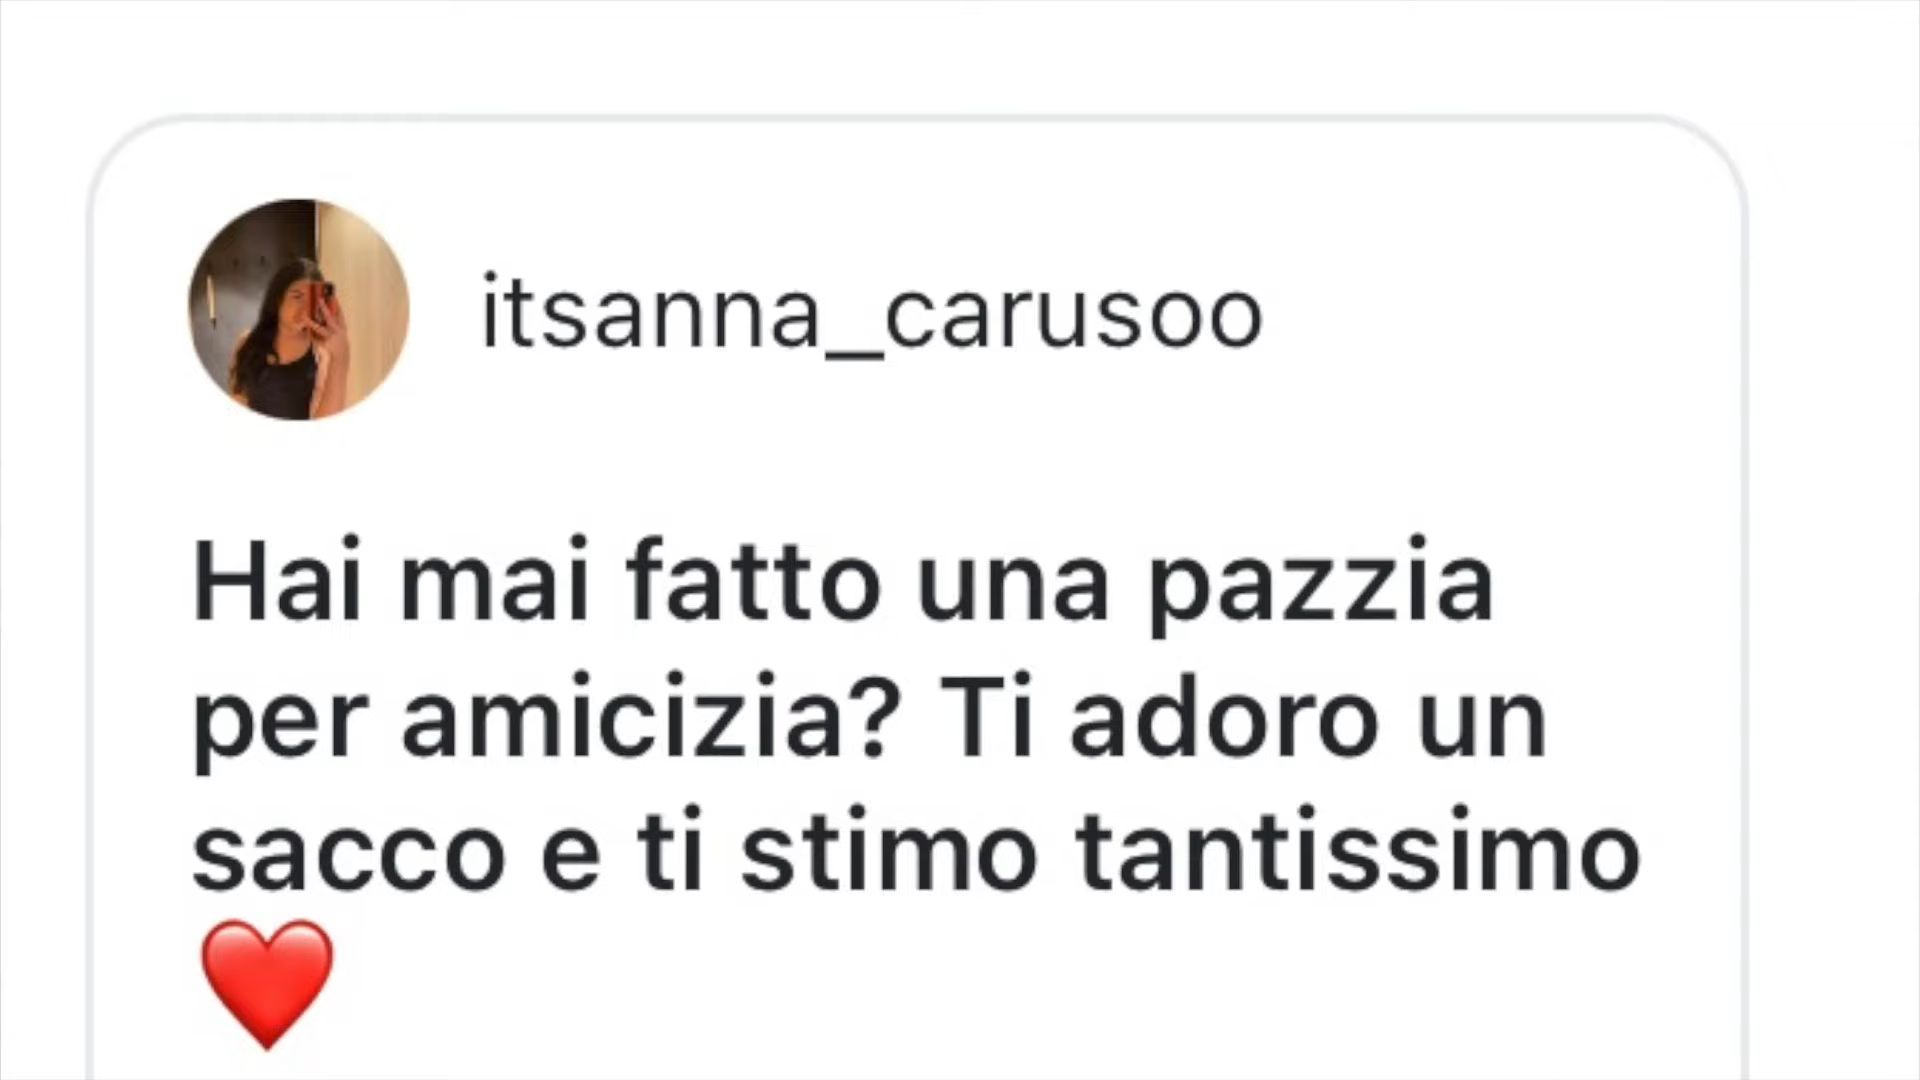 itsanna_carusoo
Hai mai fatto una pazzia
per amicizia? Ti adoro un
sacco e ti stimo tantissimo
❤️